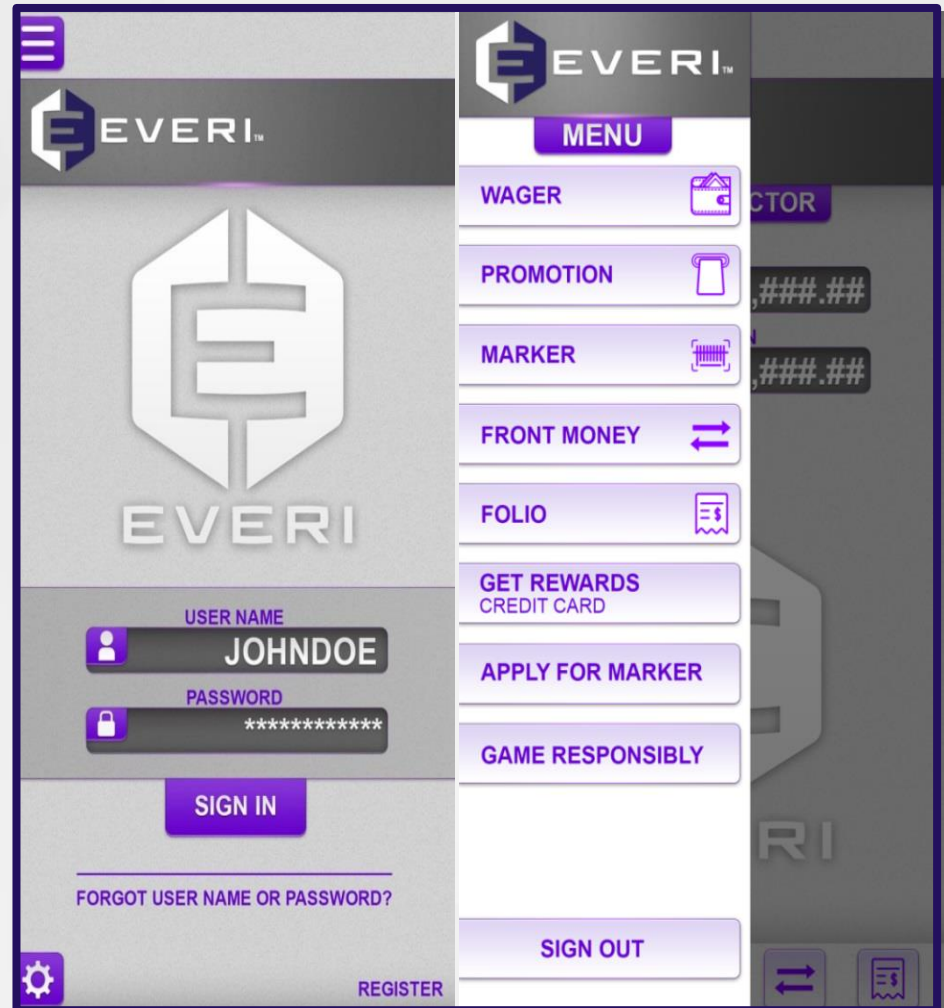 EVERI™
EVERI
USER NAME
JOHNDOE
PASSWORD
************
SIGN IN
FORGOT USER NAME OR PASSWORD?
REGISTER
EVERI™
MENU
WAGER
PROMOTION
MARKER
FRONT MONEY
FOLIO
GET REWARDS
CREDIT CARD
APPLY FOR MARKER
GAME RESPONSIBLY
SIGN OUT
CTOR
,###.##
N
,###.##
RI